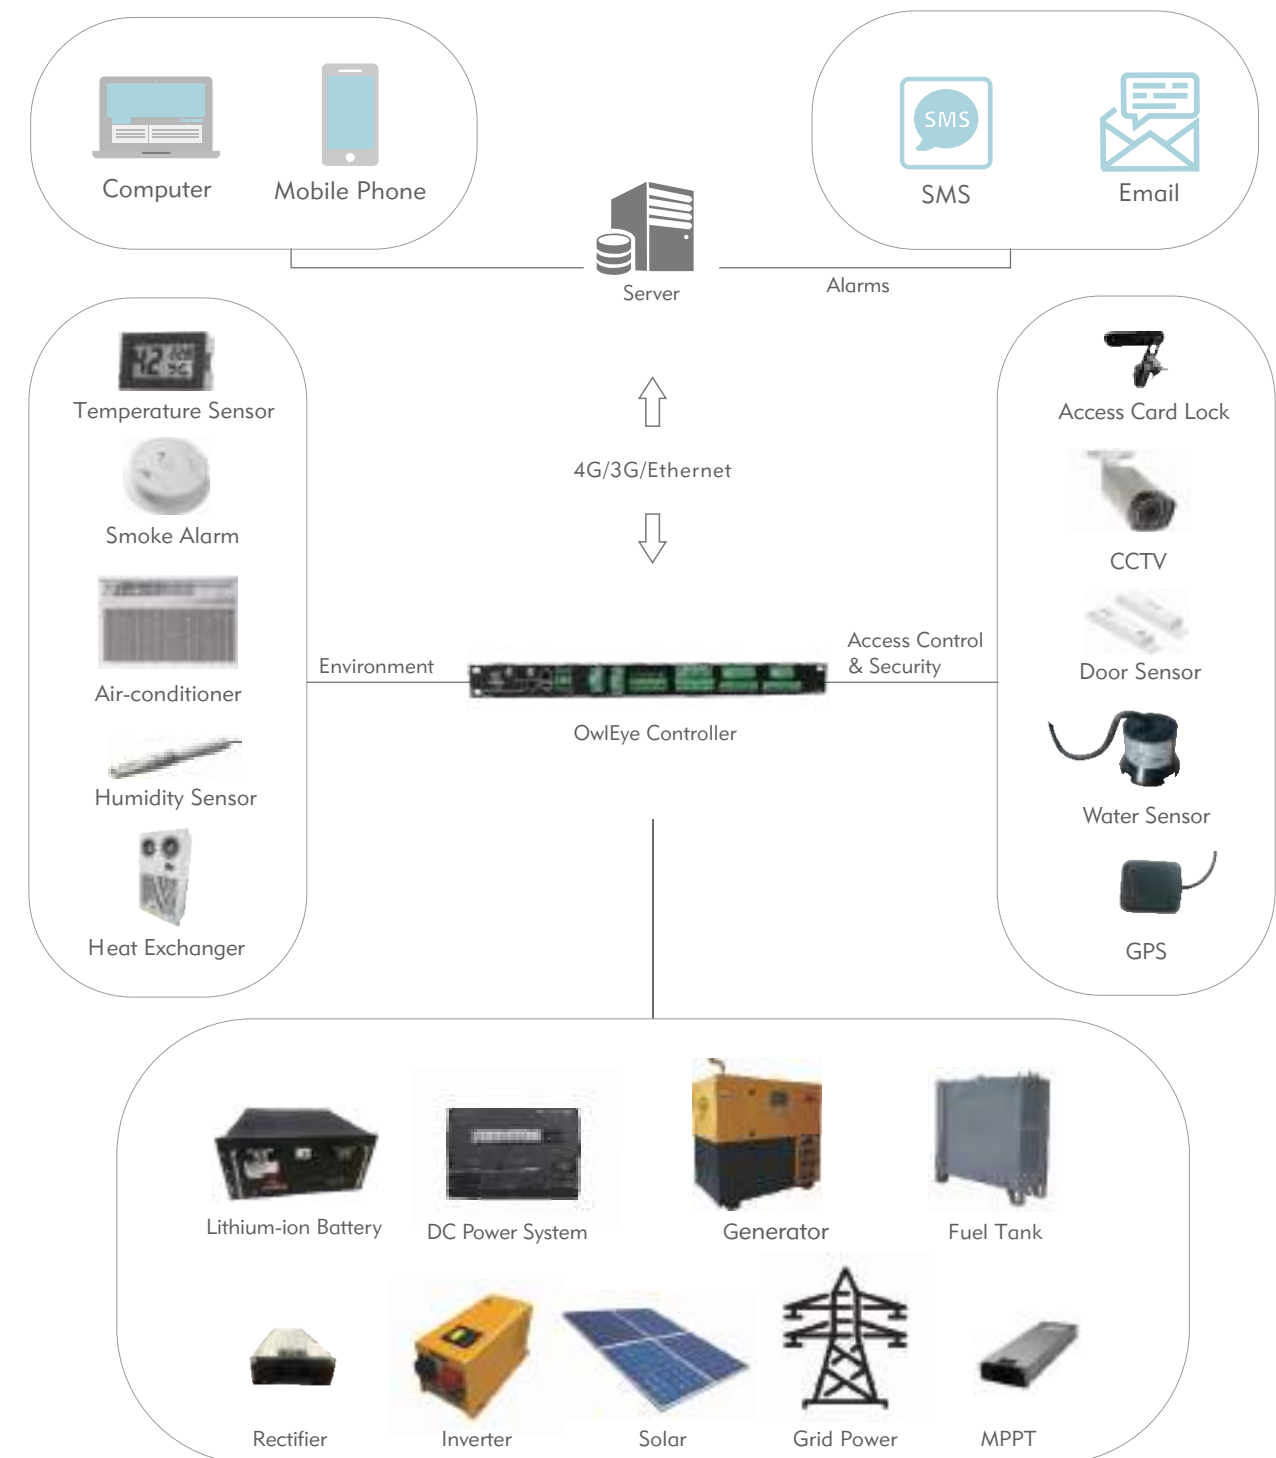 SMS
Computer
Mobile Phone
SMS
Email
Server
Alarms
Temperature Sensor
Smoke Alarm
Air-conditioner
Humidity Sensor
Heat Exchanger
4G/3G/Ethernet
Environment
Access Control
& Security
OwlEye Controller
Access Card Lock
CCTV
Door Sensor
Water Sensor
GPS
Lithium-ion Battery
DC Power System
Generator
Fuel Tank
Rectifier
Inverter
Solar
Grid Power
MPPT